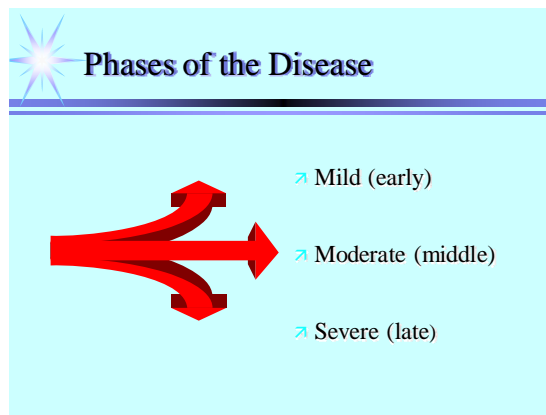 Phases of the Disease
Mild (early)
Moderate (middle)
Severe (late)